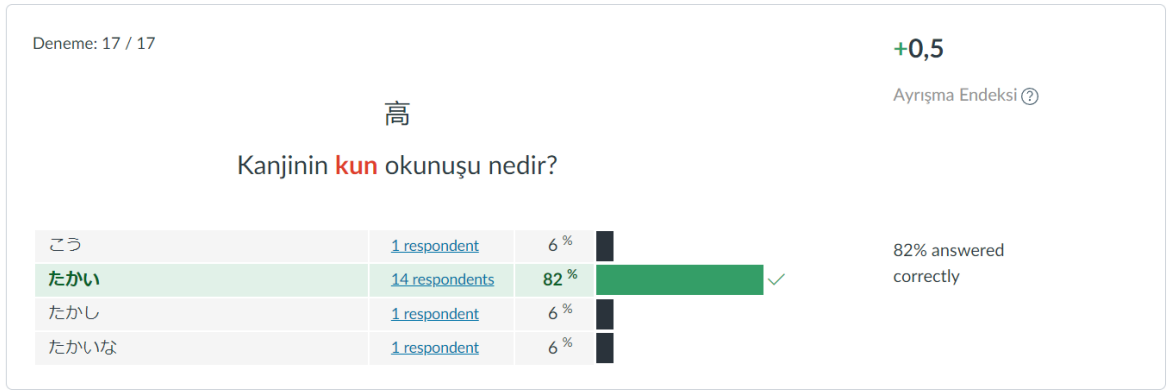 Deneme: 17 / 17
+0,5
Ayrışma Endeksi ?
高
Kanjinin kun okunuşu nedir?
こう 1 respondent 6 %
たかい 14 respondents 82 %
たかし 1 respondent 6 %
たかいな 1 respondent 6 %
82% answered
correctly